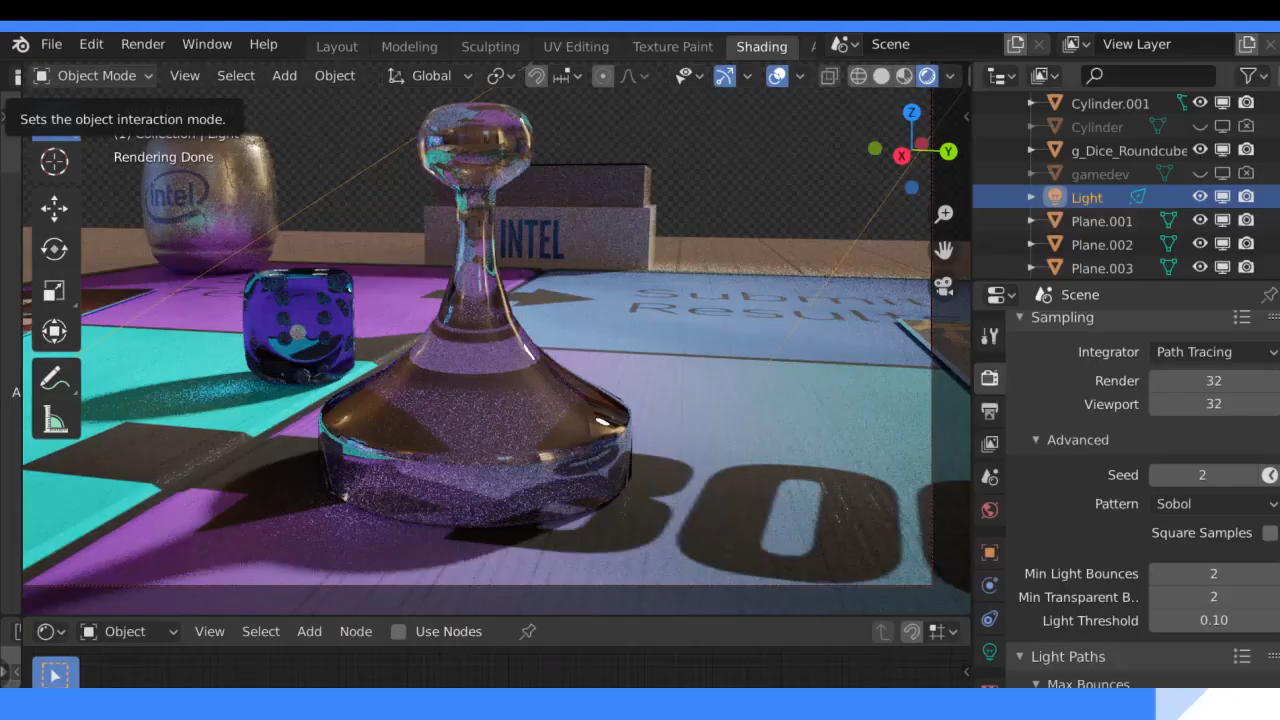 File Edit Render Window Help Layout Modeling Sculpting UV Editing Texture Paint Shading Scene View Layer
Object Mode View Select Add Object Global
Sets the object interaction mode.
Rendering Done
intel
INTEL
Submit
Results
Cylinder.001
Cylinder
g_Dice_Roundcube
gamedev
Light
Plane.001
Plane.002
Plane.003
Scene
Sampling
Integrator Path Tracing
Render 32
Viewport 32
Advanced
Seed 2
Pattern Sobol
Square Samples
Min Light Bounces 2
Min Transparent B.. 2
Light Threshold 0.10
Light Paths
Max Bounces
X
Y
Z
Object View Select Add Node Use Nodes